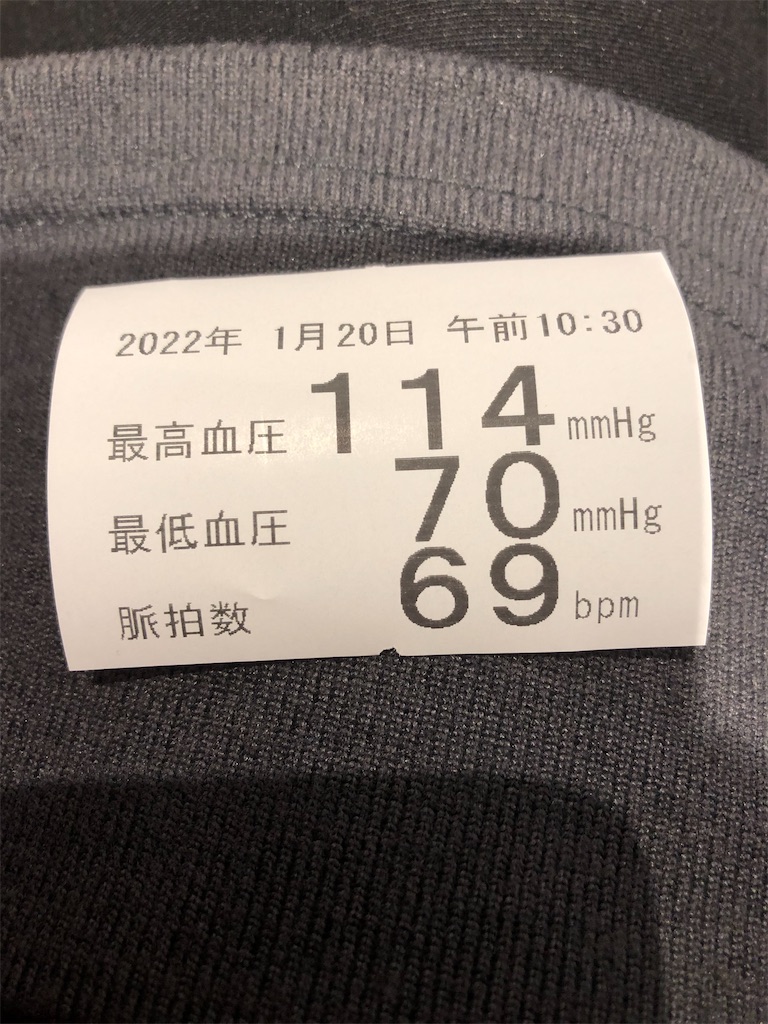 2022年 1月20日 午前10:30
最高血圧 114 mmHg
最低血圧 70 mmHg
脈拍数 69 bpm